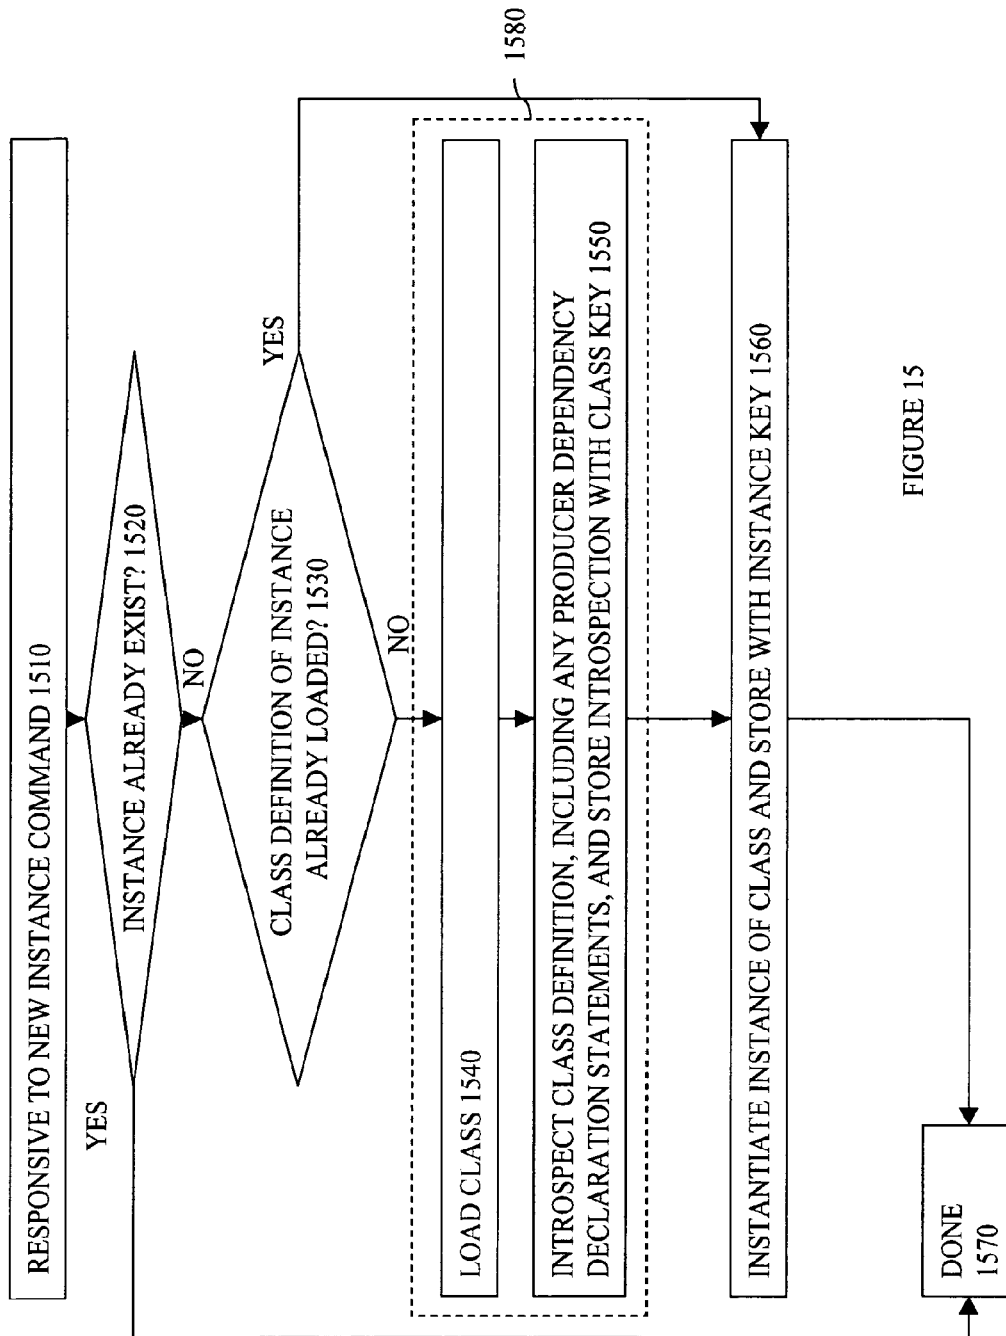 RESPONSIVE TO NEW INSTANCE COMMAND 1510
YES
INSTANCE ALREADY EXIST? 1520
NO
CLASS DEFINITION OF INSTANCE
ALREADY LOADED? 1530
YES
NO
1580
LOAD CLASS 1540
INTROSPECT CLASS DEFINITION, INCLUDING ANY PRODUCER DEPENDENCY
DECLARATION STATEMENTS, AND STORE INTROSPECTION WITH CLASS KEY 1550
INSTANTIATE INSTANCE OF CLASS AND STORE WITH INSTANCE KEY 1560
DONE
1570
FIGURE 15